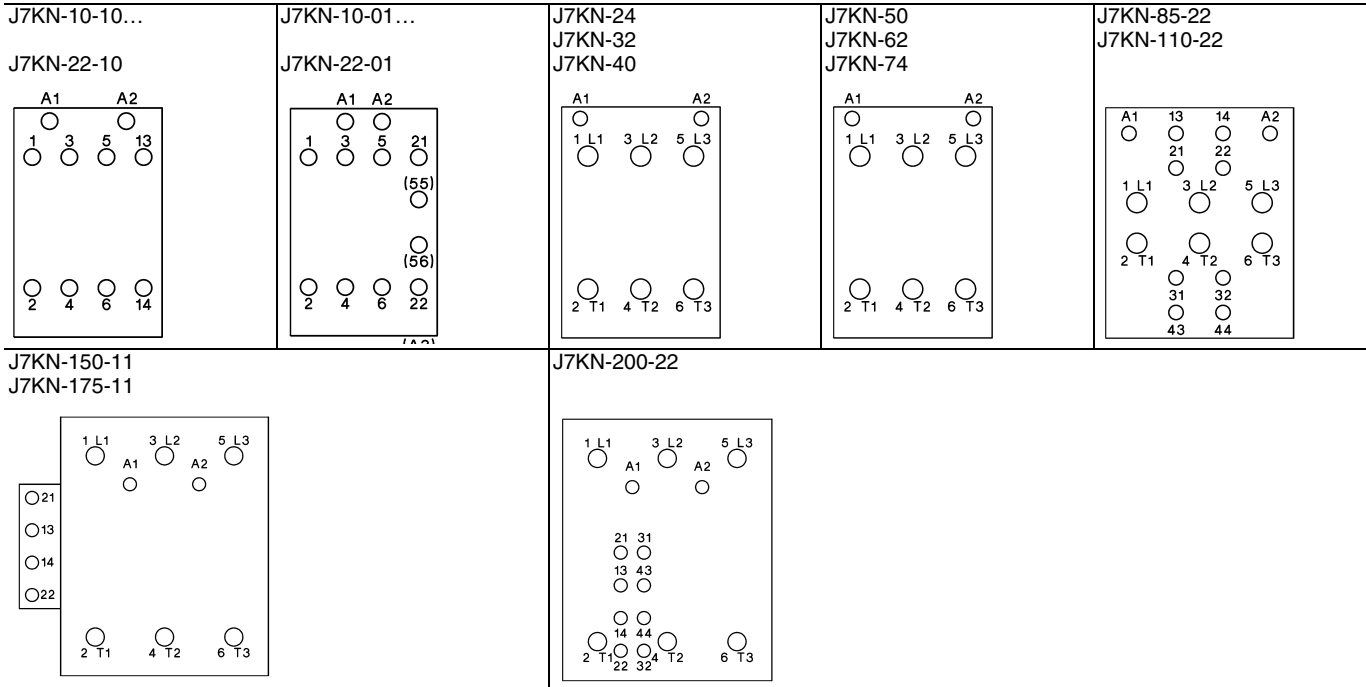 J7KN-10-10…
J7KN-22-10
A1 A2
1 3 5 13
2 4 6 14
J7KN-10-01…
J7KN-22-01
A1 A2
1 3 5 21
(55)
(56)
2 4 6 22
J7KN-24
J7KN-32
J7KN-40
A1 A2
1 L1 3 L2 5 L3
2 T1 4 T2 6 T3
J7KN-50
J7KN-62
J7KN-74
A1 A2
1 L1 3 L2 5 L3
2 T1 4 T2 6 T3
J7KN-85-22
J7KN-110-22
A1 13 14 A2
21 22
1 L1 3 L2 5 L3
2 T1 4 T2 6 T3
31 32
43 44
J7KN-150-11
J7KN-175-11
1 L1 3 L2 5 L3
A1 A2
21
13
14
22
2 T1 4 T2 6 T3
J7KN-200-22
1 L1 3 L2 5 L3
A1 A2
21 31
13 43
14 44
2 T1 4 T2 6 T3
22 32